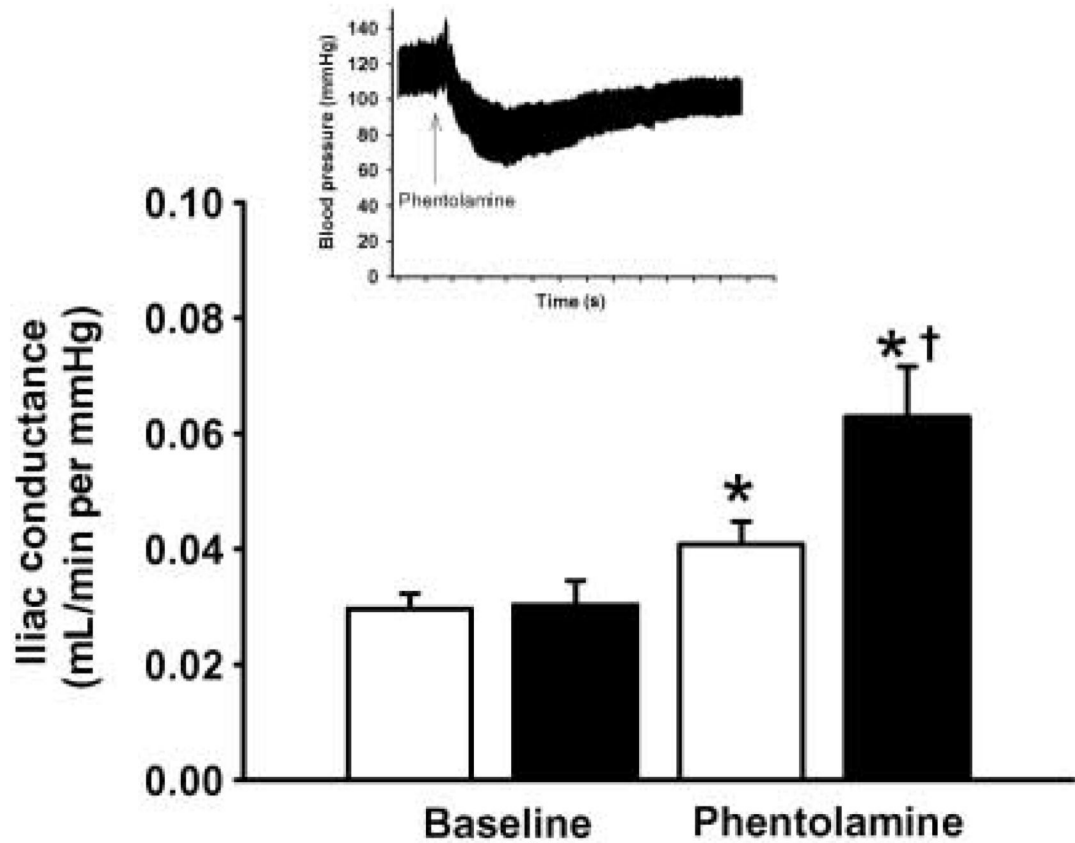 140
120
100
80
60
40
20
0
Blood pressure (mmHg)
Phentolamine
Time (s)
0.10
0.08
0.06
0.04
0.02
0.00
Iliac conductance
(mL/min per mmHg)
* †
*
Baseline
Phentolamine